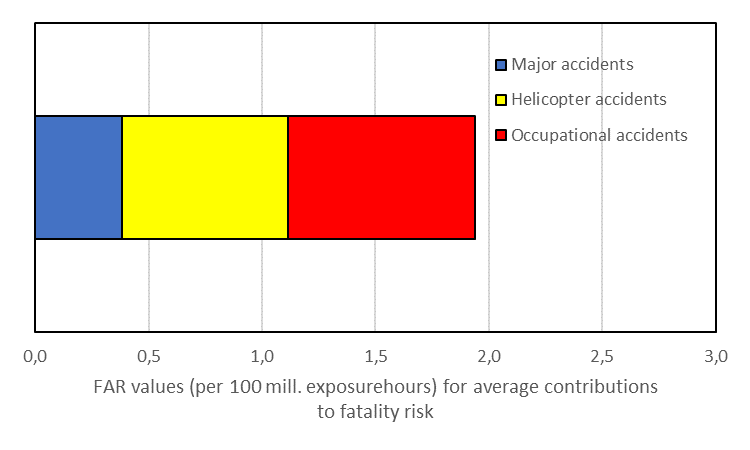 Major accidents
Helicopter accidents
Occupational accidents
0,0 0,5 1,0 1,5 2,0 2,5 3,0
FAR values (per 100 mill. exposurehours) for average contributions
to fatality risk